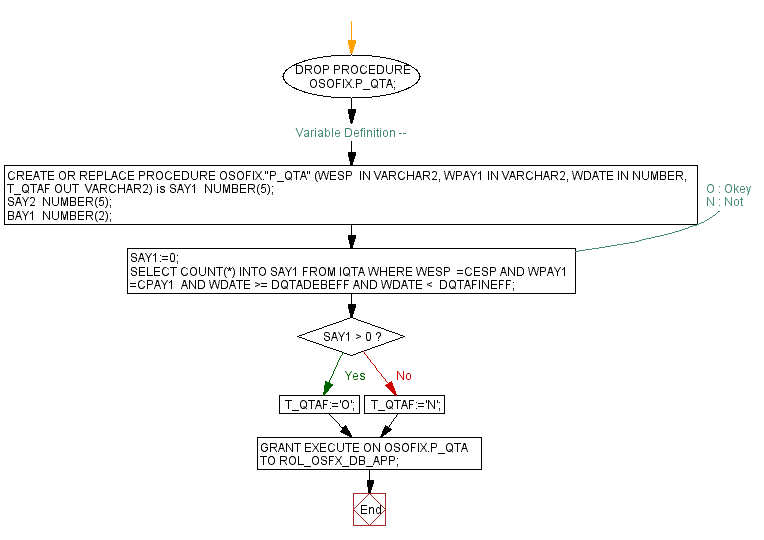 DROP PROCEDURE
OSOFIX.P_QTA;
Variable Definition --
CREATE OR REPLACE PROCEDURE OSOFIX."P_QTA" (WESP IN VARCHAR2, WPAY1 IN VARCHAR2, WDATE IN NUMBER,
T_QTAF OUT VARCHAR2) is SAY1 NUMBER(5);
SAY2 NUMBER(5);
BAY1 NUMBER(2);
O : Okey
N : Not
SAY1:=0;
SELECT COUNT(*) INTO SAY1 FROM IQTA WHERE WESP =CESP AND WPAY1
=CPAY1 AND WDATE >= DQTADEBEFF AND WDATE < DQTAFINEFF;
SAY1 > 0 ?
Yes
No
T_QTAF:='O';
T_QTAF:='N';
GRANT EXECUTE ON OSOFIX.P_QTA
TO ROL_OSFX_DB_APP;
End